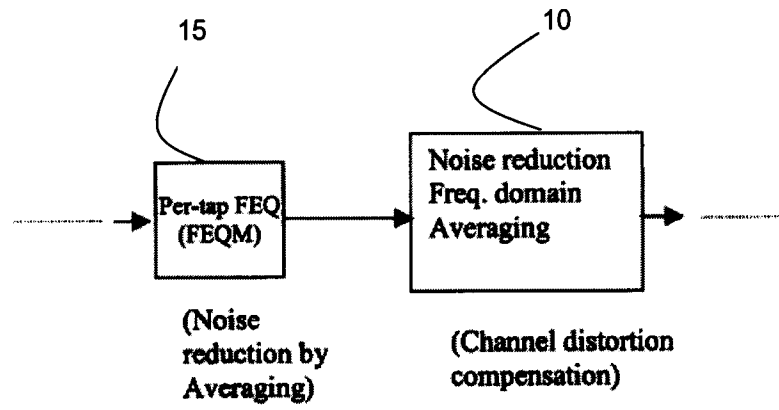 15
10
Per-tap FEQ
(FEQM)
Noise reduction
Freq. domain
Averaging
(Noise
reduction by
Averaging)
(Channel distortion
compensation)